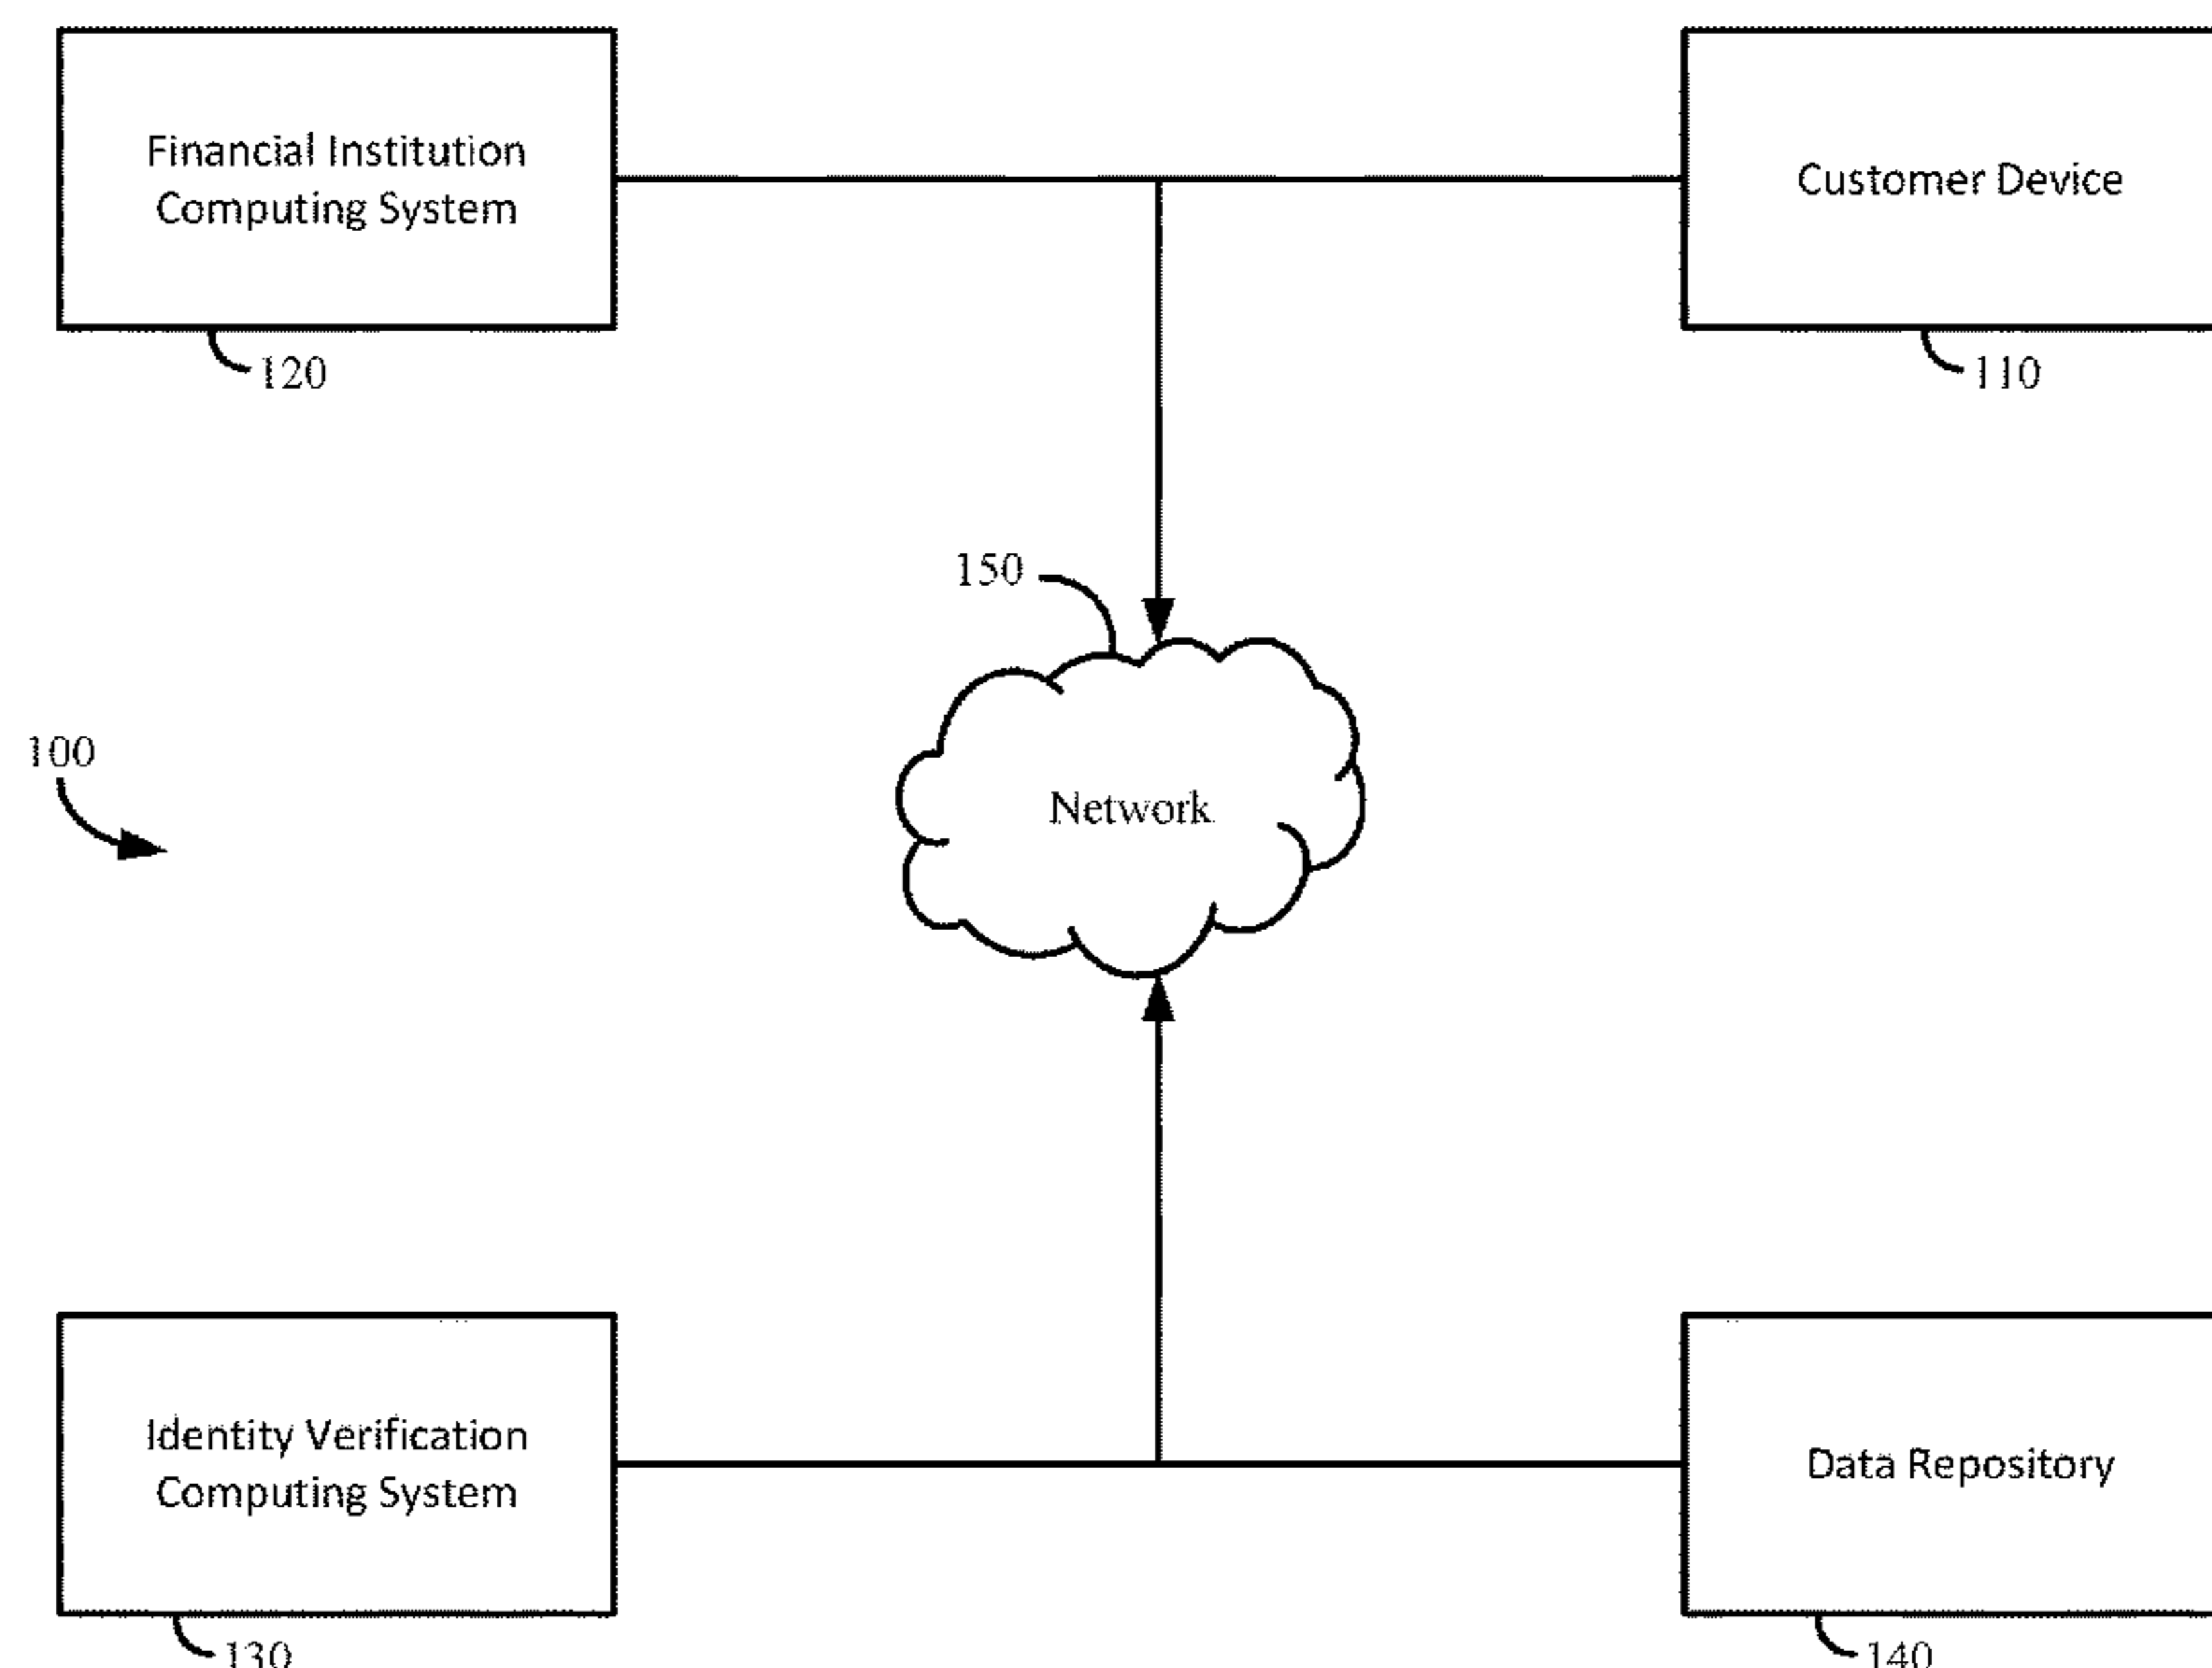 Financial Institution
Computing System
Customer Device
120
110
150
100
Network
Identity Verification
Computing System
Data Repository
130
140